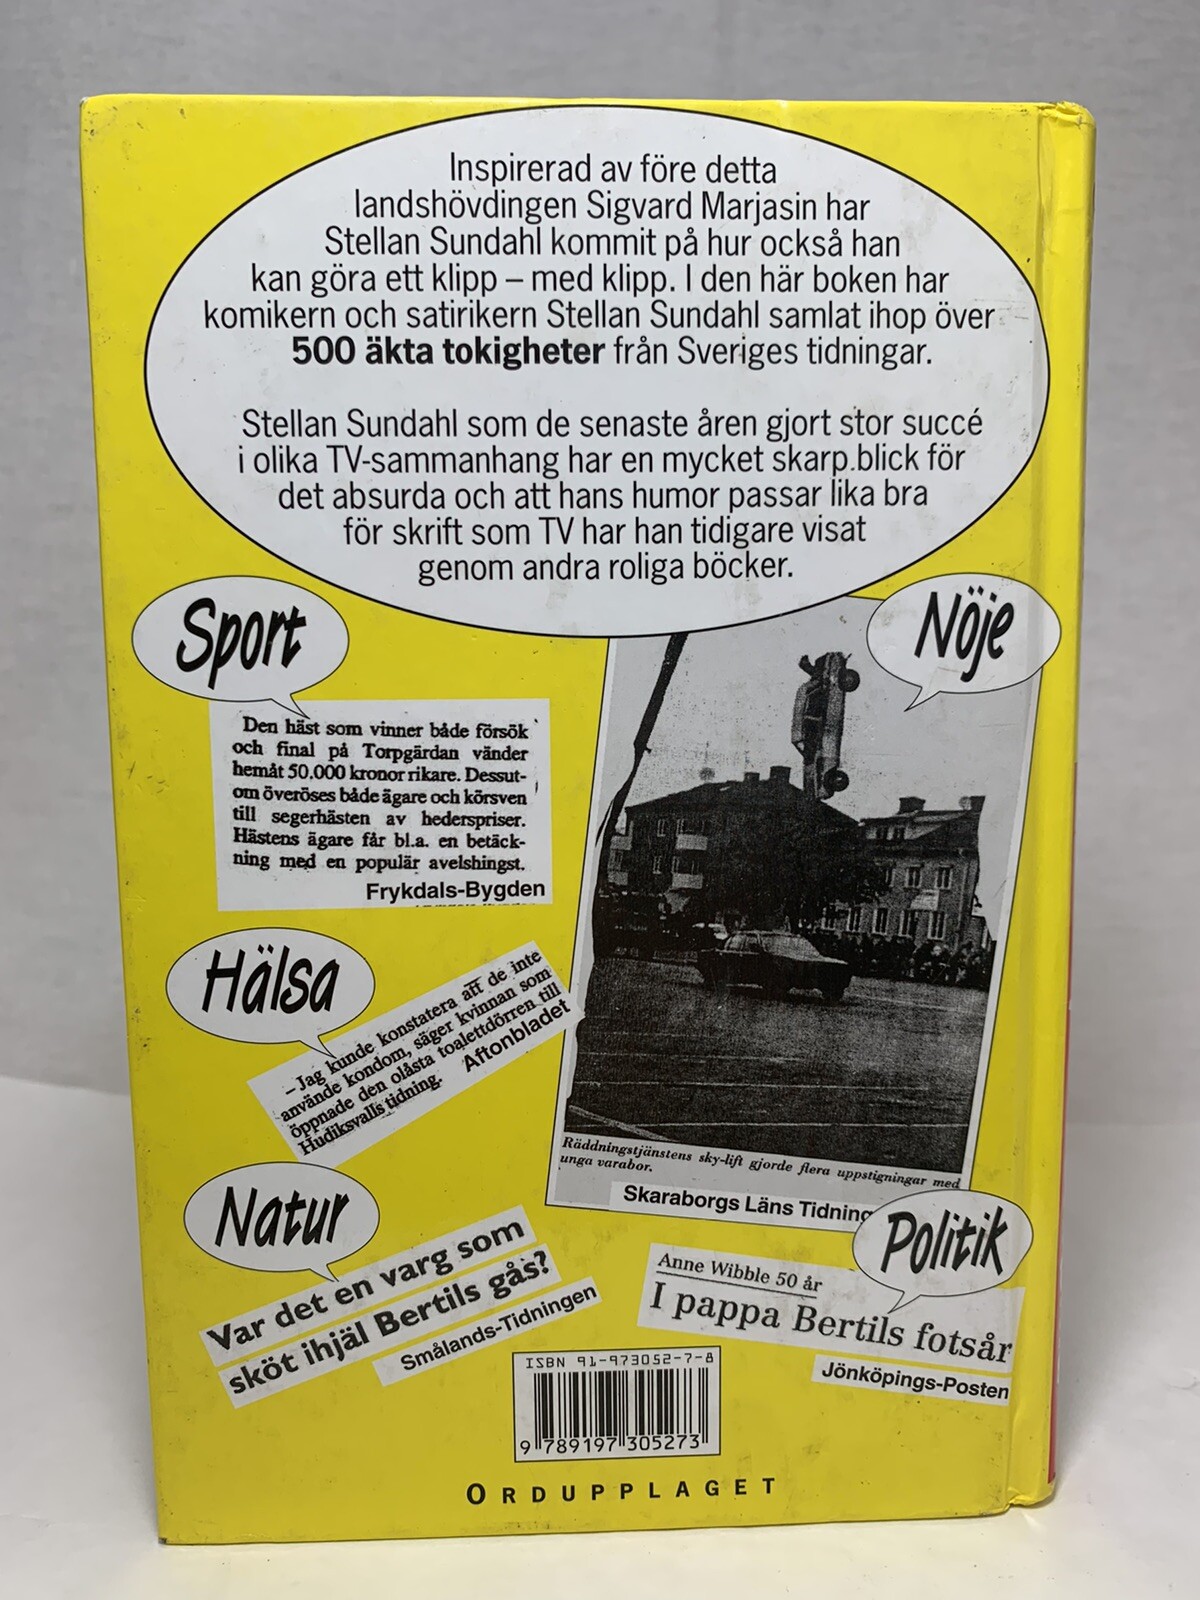 Inspirerad av före detta
landshövdingen Sigvard Marjasin har
Stellan Sundahl kommit på hur också han
kan göra ett klipp – med klipp. I den här boken har
komikern och satirikern Stellan Sundahl samlat ihop över
500 äkta tokigheter från Sveriges tidningar.
Stellan Sundahl som de senaste åren gjort stor succé
i olika TV-sammanhang har en mycket skarp.blick för
det absurda och att hans humor passar lika bra
för skrift som TV har han tidigare visat
genom andra roliga böcker.
Sport
Den häst som vinner både försök
och final på Torpgärdan vänder
hemåt 50.000 kronor rikare. Dessut-
om överöses både ägare och körsven
till segerhästen av hederspriser.
Hästens ägare får bl.a. en betäck-
ning med en populär avelshingst.
Frykdals-Bygden
Nöje
Räddningstjänstens sky-lift gjorde flera uppstigningar med
unga varabor.
Skaraborgs Läns Tidning
Hälsa
– Jag kunde konstatera att de inte
använde kondom, säger kvinnan som
öppnade den olåsta toalettdörren till
Hudiksvalls tidning.
Aftonbladet
Natur
Var det en varg som
sköt ihjäl Bertils gås?
Smålands-Tidningen
Politik
Anne Wibble 50 år
I pappa Bertils fotsår
Jönköpings-Posten
ISBN 91-973052-7-8
9 789197 305273
ORDUPPLAGET